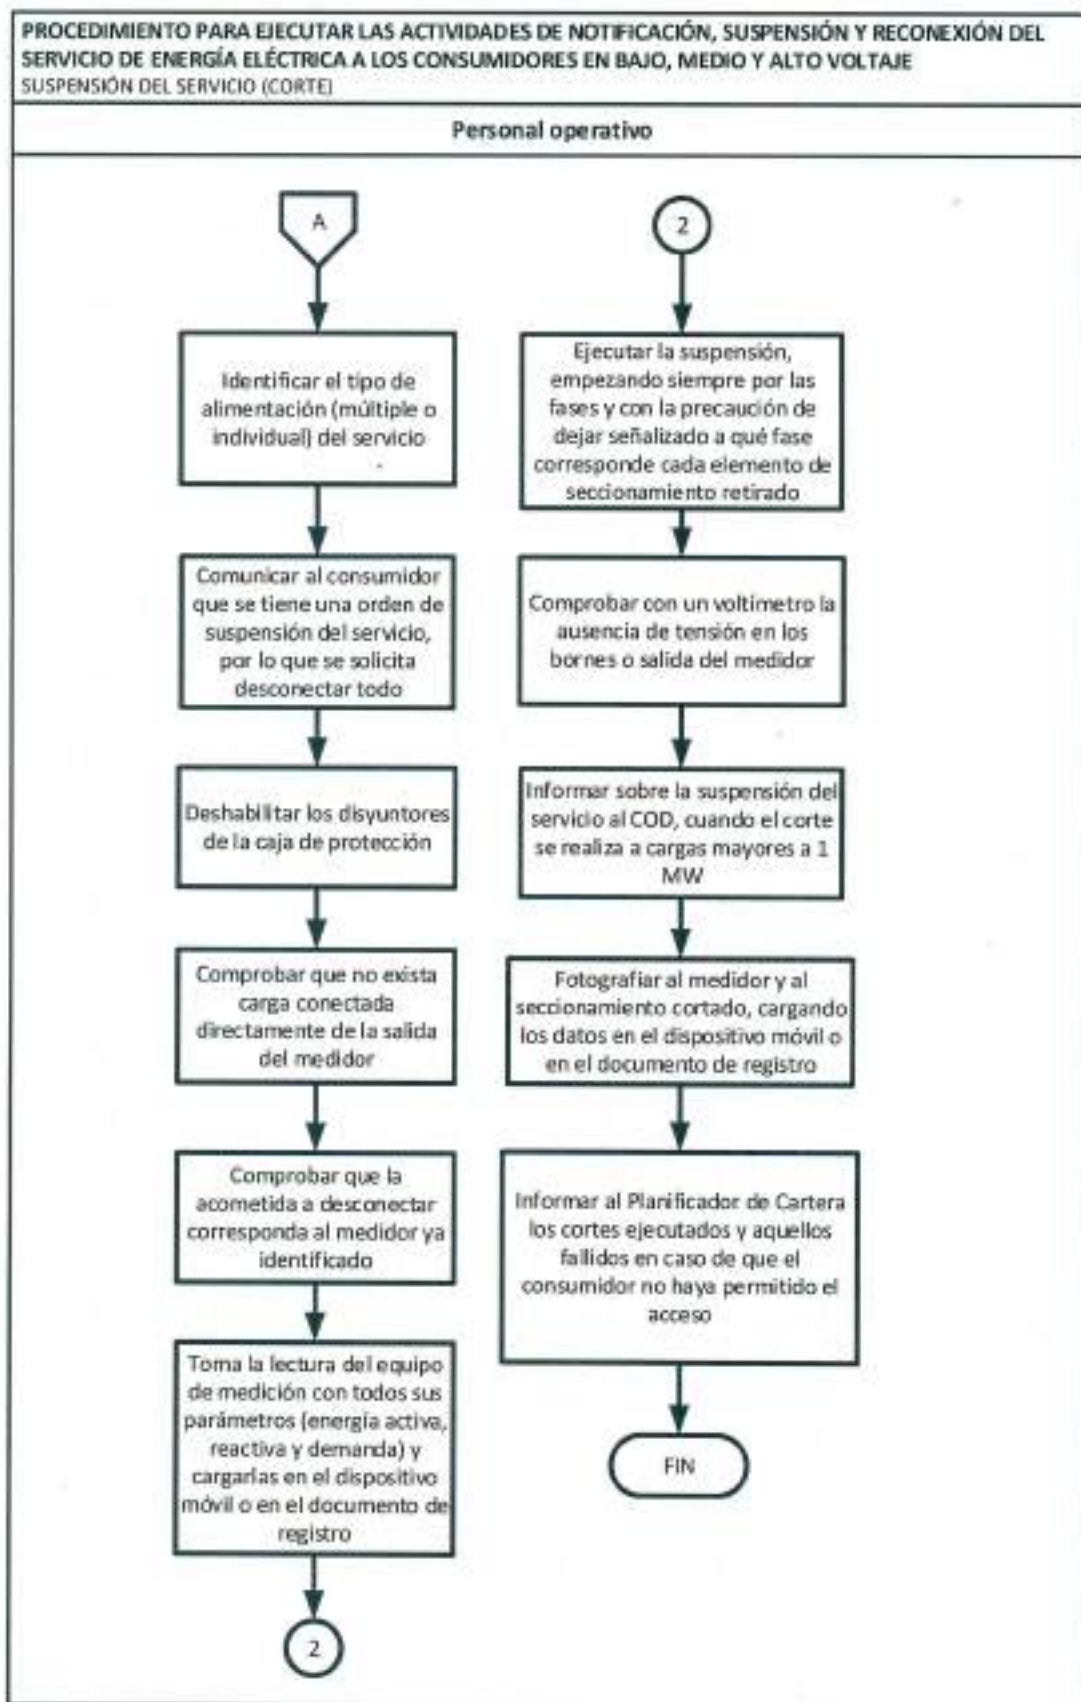 PROCEDIMIENTO PARA EJECUTAR LAS ACTIVIDADES DE NOTIFICACIÓN, SUSPENSIÓN Y RECONEXIÓN DEL
SERVICIO DE ENERGÍA ELÉCTRICA A LOS CONSUMIDORES EN BAJO, MEDIO Y ALTO VOLTAJE
SUSPENSIÓN DEL SERVICIO (CORTE)
Personal operativo
A
Identificar el tipo de
alimentación (múltiple o
individual) del servicio
Comunicar al consumidor
que se tiene una orden de
suspensión del servicio,
por lo que se solicita
desconectar todo
Deshabilitar los disyuntores
de la caja de protección
Comprobar que no exista
carga conectada
directamente de la salida
del medidor
Comprobar que la
acometida a desconectar
corresponda al medidor ya
identificado
Toma la lectura del equipo
de medición con todos sus
parámetros (energía activa,
reactiva y demanda) y
cargarlas en el dispositivo
móvil o en el documento de
registro
2
2
Ejecutar la suspensión,
empezando siempre por las
fases y con la precaución de
dejar señalizado a qué fase
corresponde cada elemento de
seccionamiento retirado
Comprobar con un voltímetro la
ausencia de tensión en los
bornes o salida del medidor
Informar sobre la suspensión del
servicio al COD, cuando el corte
se realiza a cargas mayores a 1
MW
Fotografiar al medidor y al
seccionamiento cortado, cargando
los datos en el dispositivo móvil o
en el documento de registro
Informar al Planificador de Cartera
los cortes ejecutados y aquellos
fallidos en caso de que el
consumidor no haya permitido el
acceso
FIN